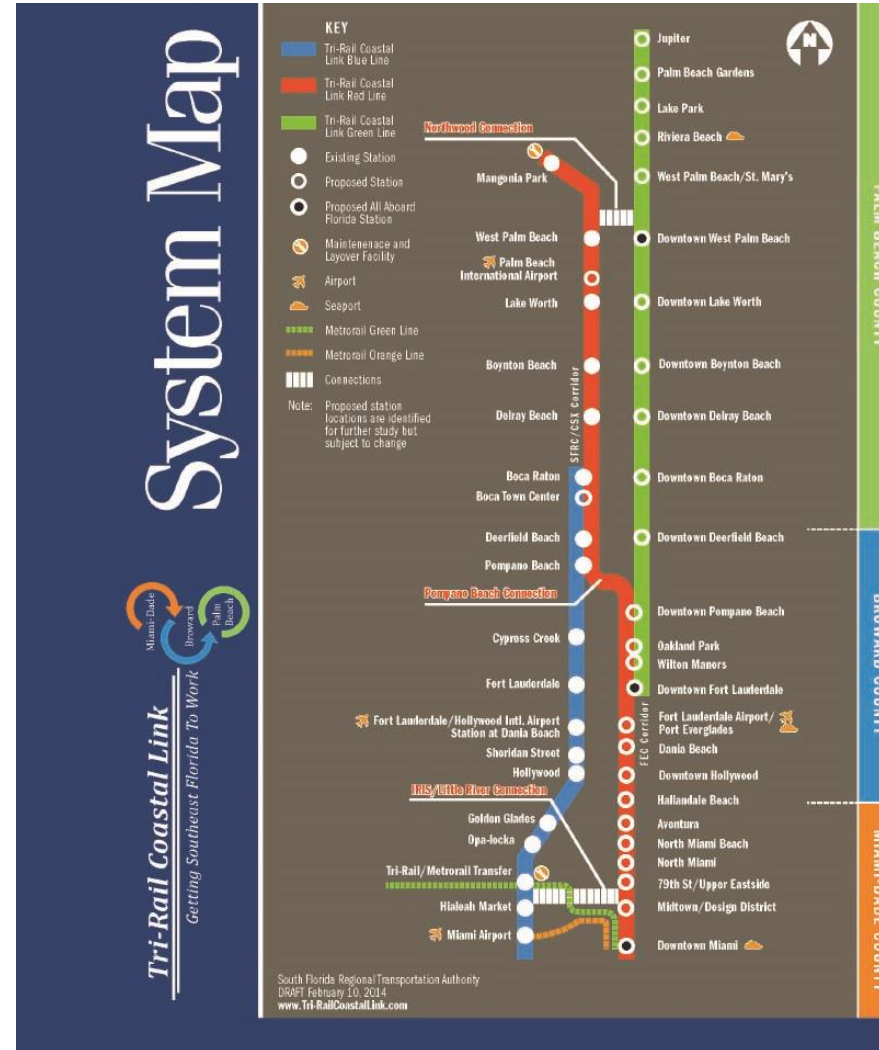 System Map
Miami-Dade
Broward
Palm
Beach
Tri-Rail Coastal Link
Getting Southeast Florida To Work
KEY
Tri-Rail Coastal
Link Blue Line
Tri-Rail Coastal
Link Red Line
Tri-Rail Coastal
Link Green Line
Existing Station
Proposed Station
Proposed All Aboard
Florida Station
Maintenenace and
Layover Facility
Airport
Seaport
Metrorail Green Line
Metrorail Orange Line
Connections
Note: Proposed station
locations are identified
for further study but
subject to change
N
Northwood Connection
Mangonia Park
West Palm Beach
Palm Beach
International Airport
Lake Worth
Boynton Beach
Delray Beach
SFRC/CSX Corridor
Boca Raton
Boca Town Center
Deerfield Beach
Pompano Beach
Pompano Beach Connection
Cypress Creek
Fort Lauderdale
Fort Lauderdale/Hollywood Intl. Airport
Station at Dania Beach
Sheridan Street
Hollywood
IRIS/Little River Connection
Golden Glades
Opa-locka
Tri-Rail/Metrorail Transfer
Hialeah Market
Miami Airport
Jupiter
Palm Beach Gardens
Lake Park
Riviera Beach
West Palm Beach/St. Mary's
Downtown West Palm Beach
Downtown Lake Worth
Downtown Boynton Beach
Downtown Delray Beach
Downtown Boca Raton
Downtown Deerfield Beach
Downtown Pompano Beach
Oakland Park
Wilton Manors
Downtown Fort Lauderdale
FEC Corridor
Fort Lauderdale Airport/
Port Everglades
Dania Beach
Downtown Hollywood
Hallandale Beach
Aventura
North Miami Beach
North Miami
79th St/Upper Eastside
Midtown/Design District
Downtown Miami
PALM BEACH COUNTY
BROWARD COUNTY
MIAMI-DADE COUNTY
South Florida Regional Transportation Authority
DRAFT February 10, 2014
www.Tri-RailCoastalLink.com